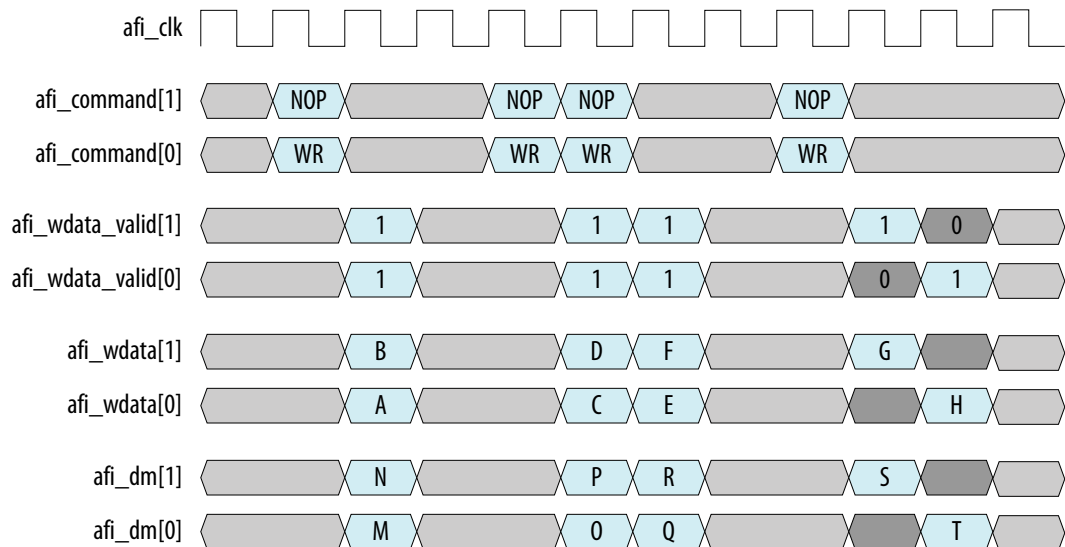 afi_clk
afi_command[1] NOP NOP NOP NOP
afi_command[0] WR WR WR WR
afi_wdata_valid[1] 1 1 1 1 0
afi_wdata_valid[0] 1 1 1 0 1
afi_wdata[1] B D F G
afi_wdata[0] A C E H
afi_dm[1] N P R S
afi_dm[0] M O Q T